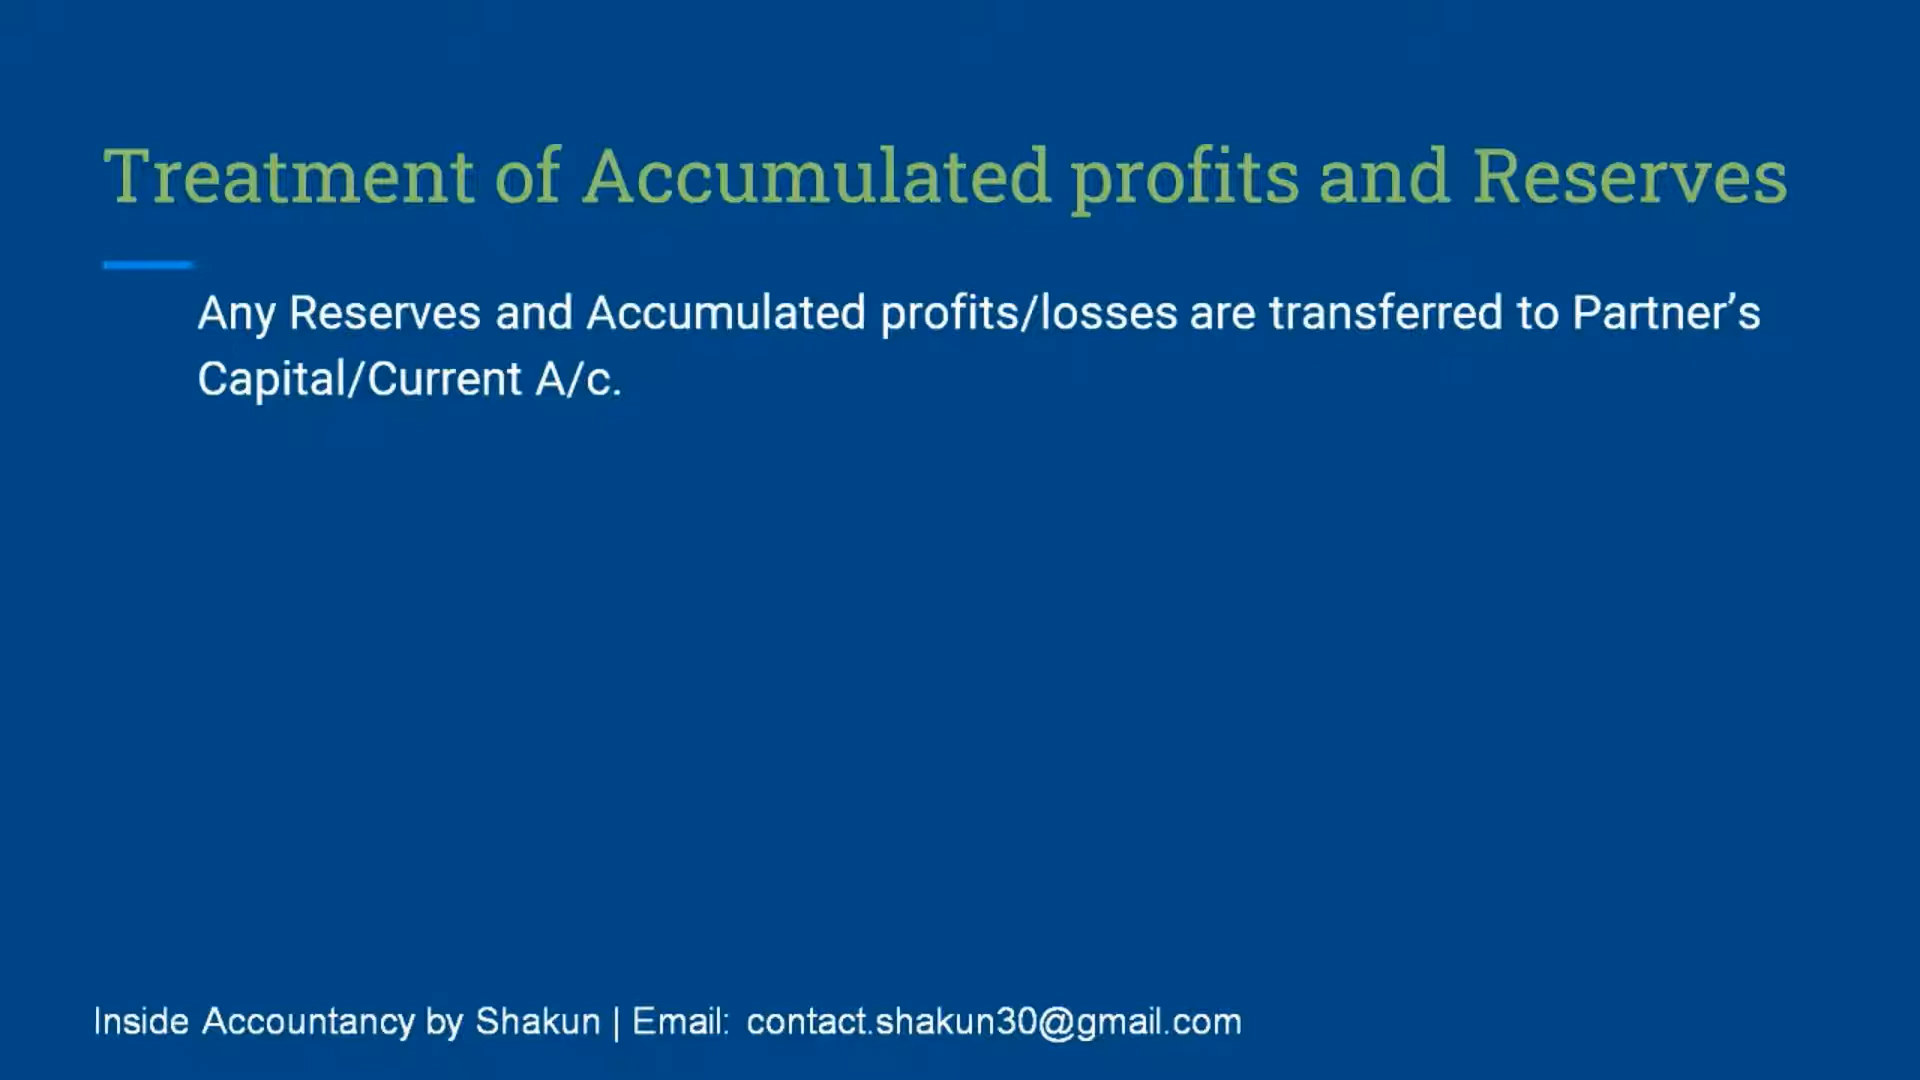 Treatment of Accumulated profits and Reserves
Any Reserves and Accumulated profits/losses are transferred to Partner’s
Capital/Current A/c.
Inside Accountancy by Shakun | Email: contact.shakun30@gmail.com